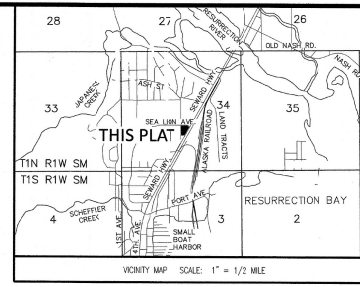 28
27
26
RESURRECTION
RIVER
OLD NASH RD.
NASH RD
JAPANESE
CREEK
ASH ST
SEWARD HWY.
33
34
35
SEA LION AVE.
THIS PLAT
ALASKA RAILROAD
LAND TRACTS
T1N R1W SM
T1S R1W SM
SEWARD HWY.
PORT AVE.
RESURRECTION BAY
4
SCHEFFLER
CREEK
1ST AVE
4TH AVE
3
2
SMALL
BOAT
HARBOR
VICINITY MAP SCALE: 1" = 1/2 MILE